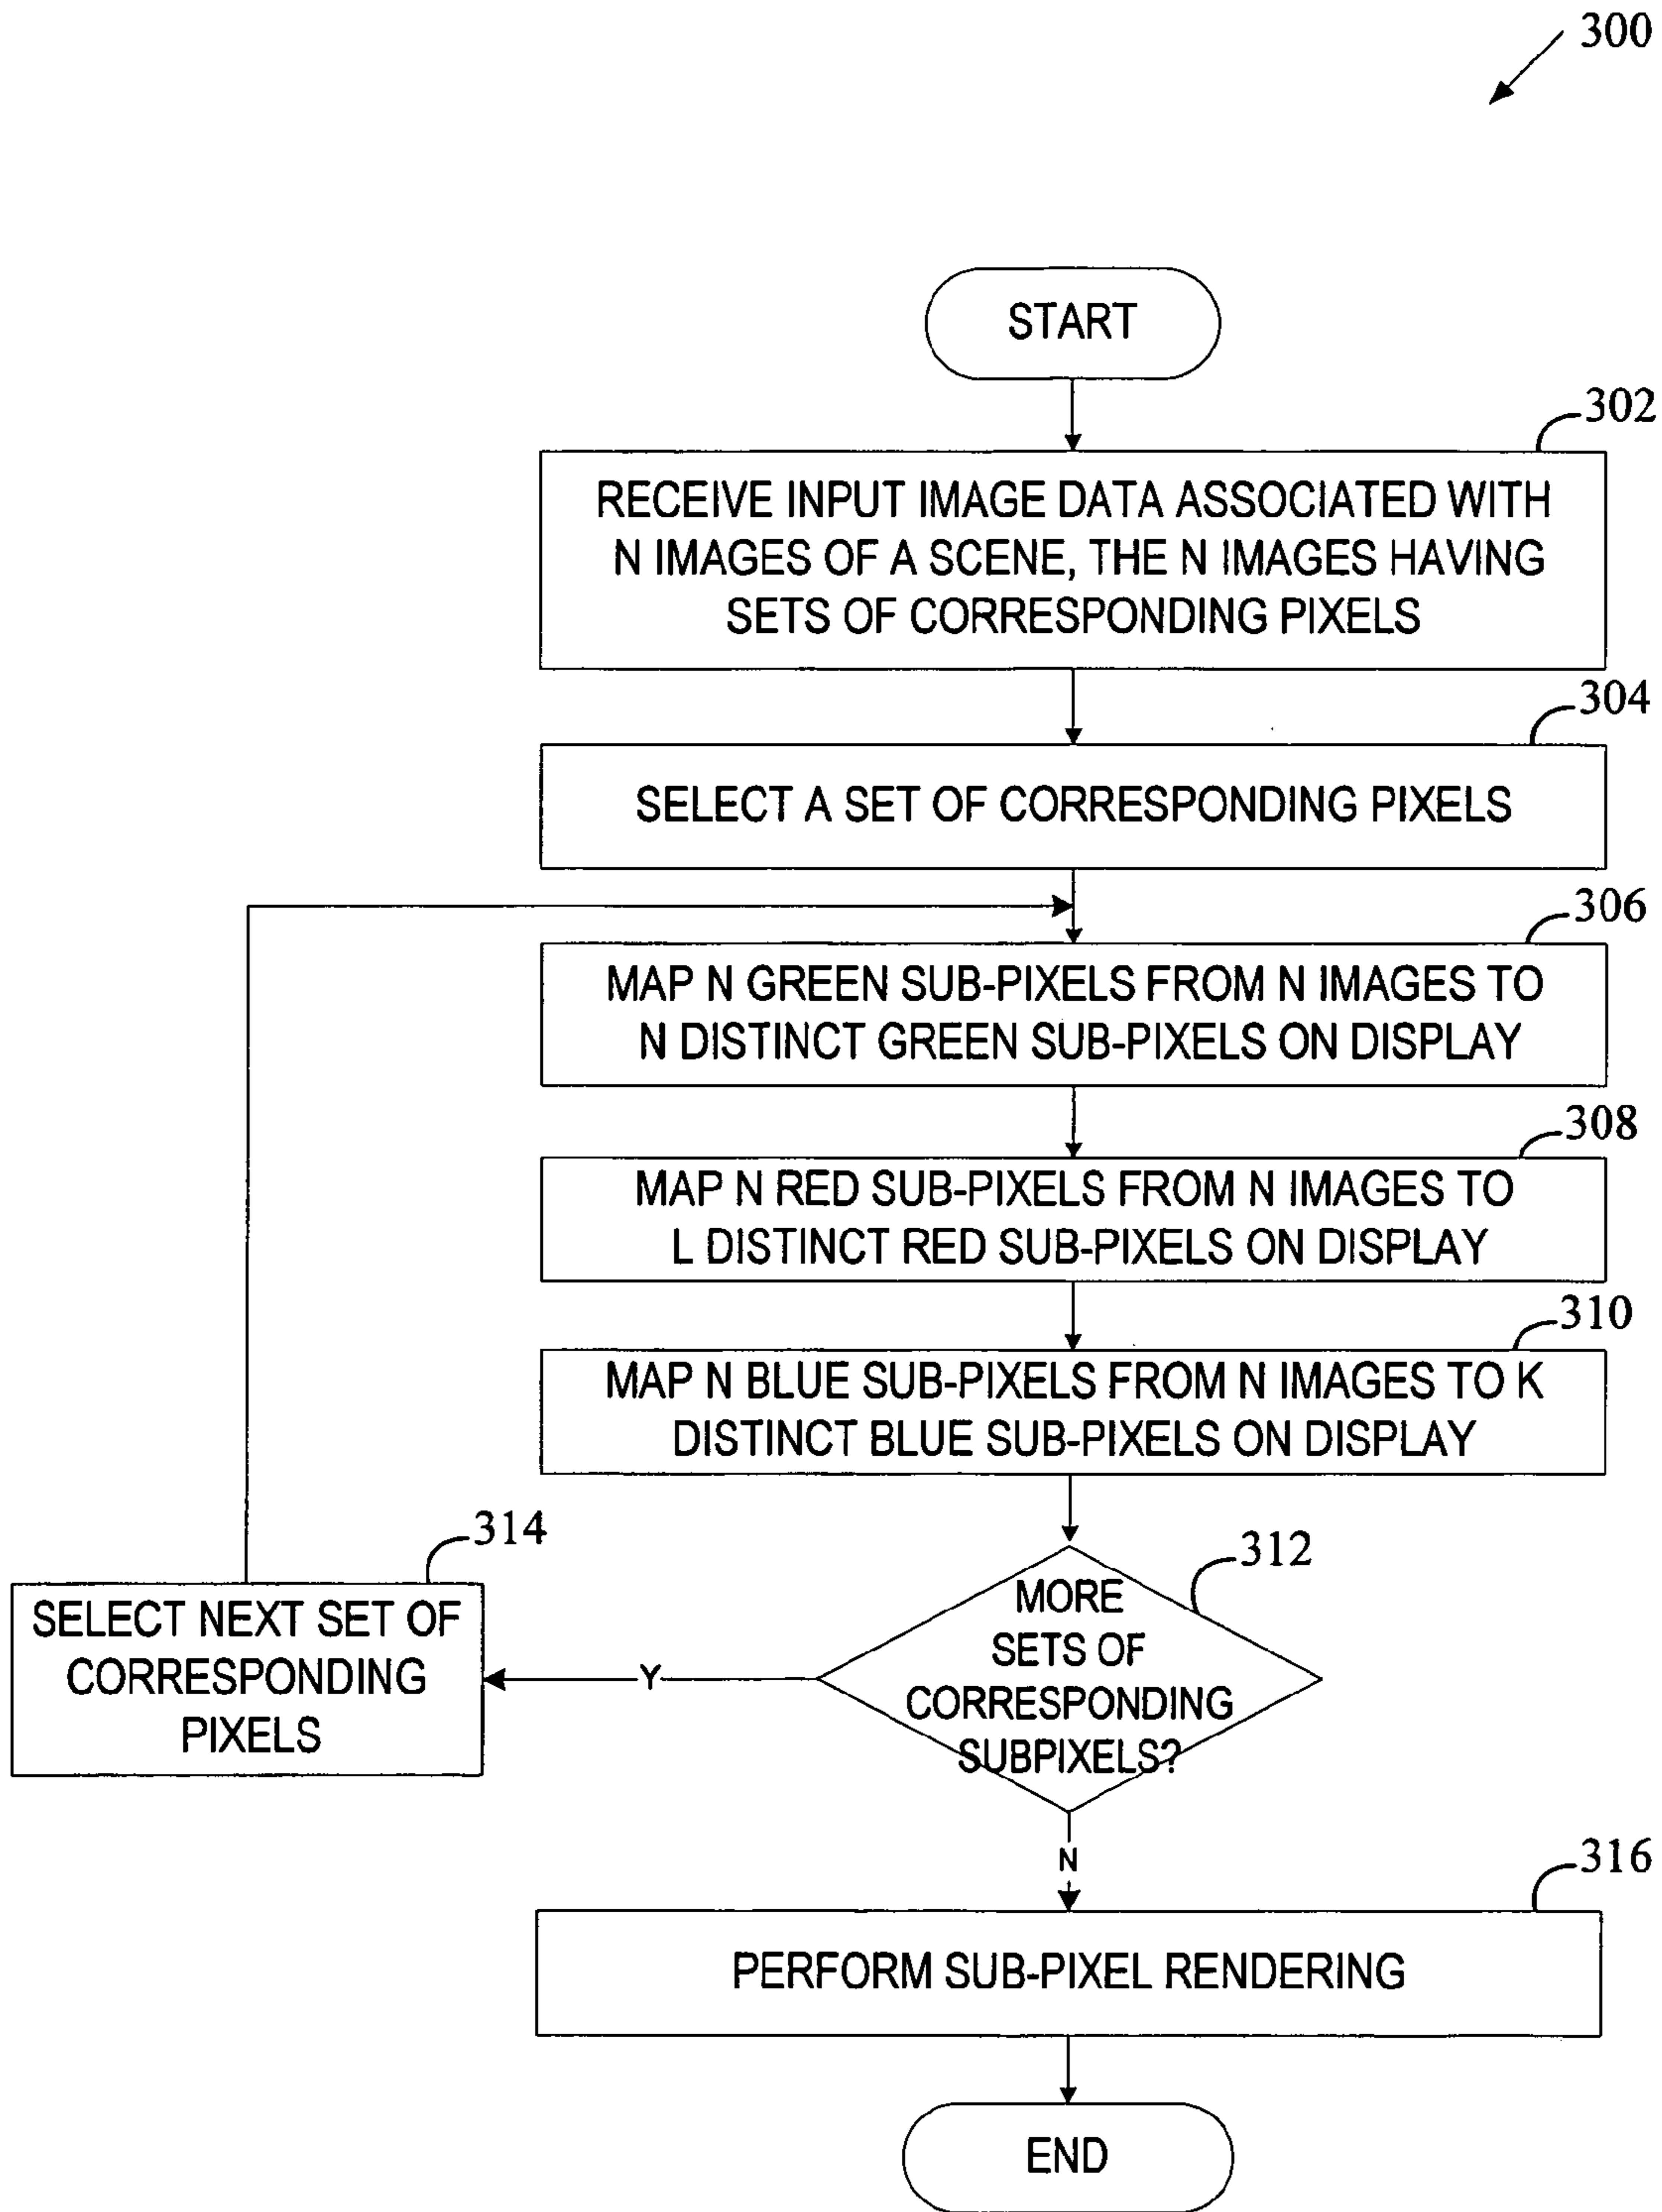 300
START
302
RECEIVE INPUT IMAGE DATA ASSOCIATED WITH
N IMAGES OF A SCENE, THE N IMAGES HAVING
SETS OF CORRESPONDING PIXELS
304
SELECT A SET OF CORRESPONDING PIXELS
306
MAP N GREEN SUB-PIXELS FROM N IMAGES TO
N DISTINCT GREEN SUB-PIXELS ON DISPLAY
308
MAP N RED SUB-PIXELS FROM N IMAGES TO
L DISTINCT RED SUB-PIXELS ON DISPLAY
310
MAP N BLUE SUB-PIXELS FROM N IMAGES TO K
DISTINCT BLUE SUB-PIXELS ON DISPLAY
312
MORE
SETS OF
CORRESPONDING
SUBPIXELS?
Y
314
SELECT NEXT SET OF
CORRESPONDING
PIXELS
N
316
PERFORM SUB-PIXEL RENDERING
END